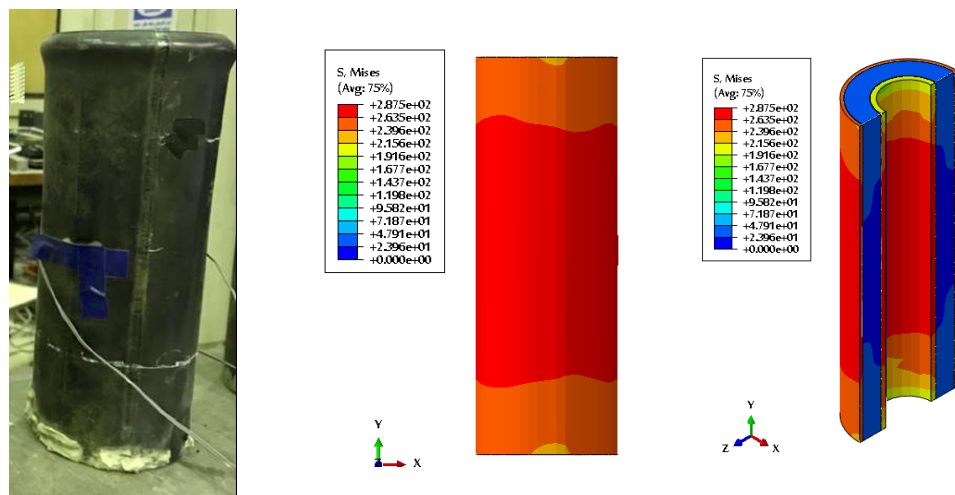 S, Mises
(Avg: 75%)
+2.875e+02
+2.635e+02
+2.396e+02
+2.156e+02
+1.916e+02
+1.677e+02
+1.437e+02
+1.198e+02
+9.582e+01
+7.187e+01
+4.791e+01
+2.396e+01
+0.000e+00
Y
Z
X
S, Mises
(Avg: 75%)
+2.875e+02
+2.635e+02
+2.396e+02
+2.156e+02
+1.916e+02
+1.677e+02
+1.437e+02
+1.198e+02
+9.582e+01
+7.187e+01
+4.791e+01
+2.396e+01
+0.000e+00
Y
Z
X